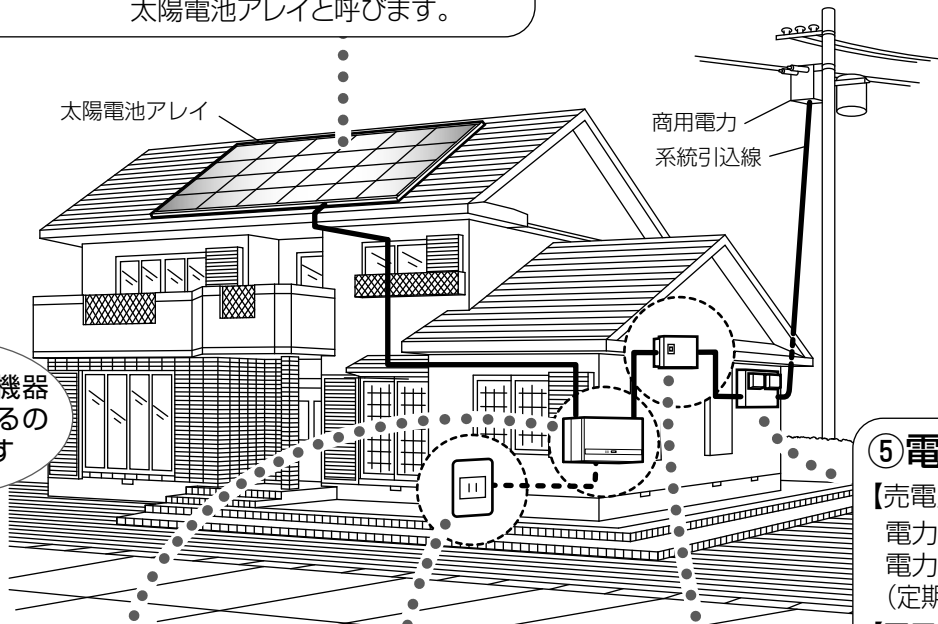 太陽電池アレイと呼びます。
太陽電池アレイ
商用電力
系統引込線
機器
るの
す
⑤電
【売電
電力
電力
（定期